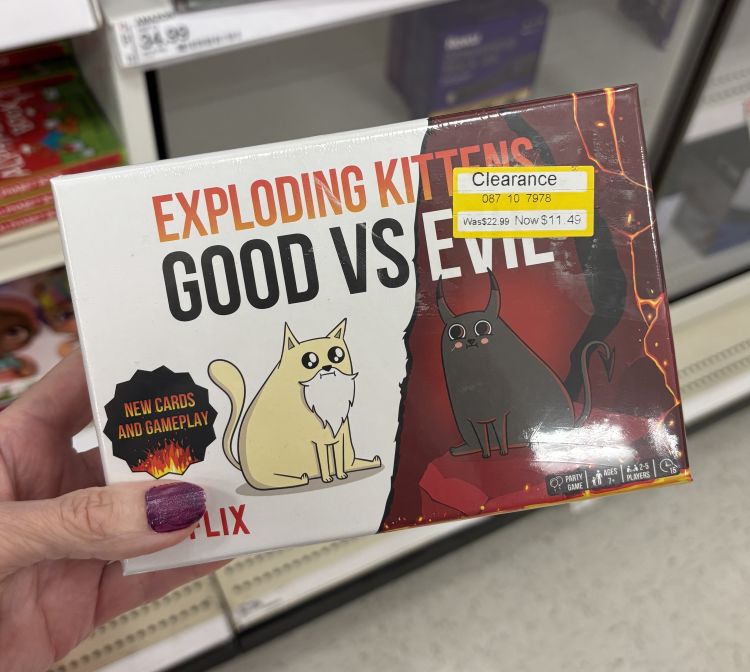 34.99
EXPLODING KITTENS
GOOD VS EVIL
Clearance
087 10 7978
Was $22.99 Now $11.49
NEW CARDS
AND GAMEPLAY
FLIX
PARTY
GAME
AGES
7+
2-5
PLAYERS
15